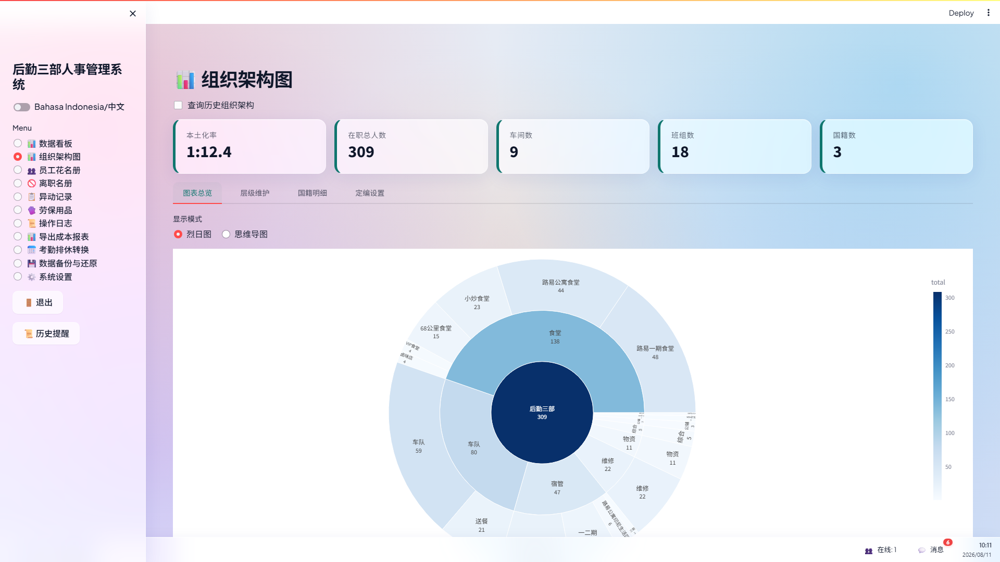 Deploy
后勤三部人事管理系
统
Bahasa Indonesia/中文
Menu
数据看板
组织架构图
员工花名册
离职名册
异动记录
劳保用品
操作日志
导出成本报表
考勤排休转换
数据备份与还原
系统设置
退出
历史提醒
组织架构图
查询历史组织架构
本土化率
1:12.4
在职总人数
309
车间数
9
班组数
18
国籍数
3
图表总览
层级维护
国籍明细
定编设置
显示模式
烈日图
思维导图
路易公寓食堂
44
小炒食堂
23
68公里食堂
15
VIP食堂
4
卤味店
4
食堂
138
路易一期食堂
48
后勤三部
309
车队
59
车队
80
送餐
21
宿管
47
一二期
路易公寓印尼生活区
6
维修
22
维修
22
物资
11
物资
11
综合
5
综合
5
公辅
公辅
3
total
300
250
200
150
100
50
在线: 1
消息
6
10:11
2026/08/11